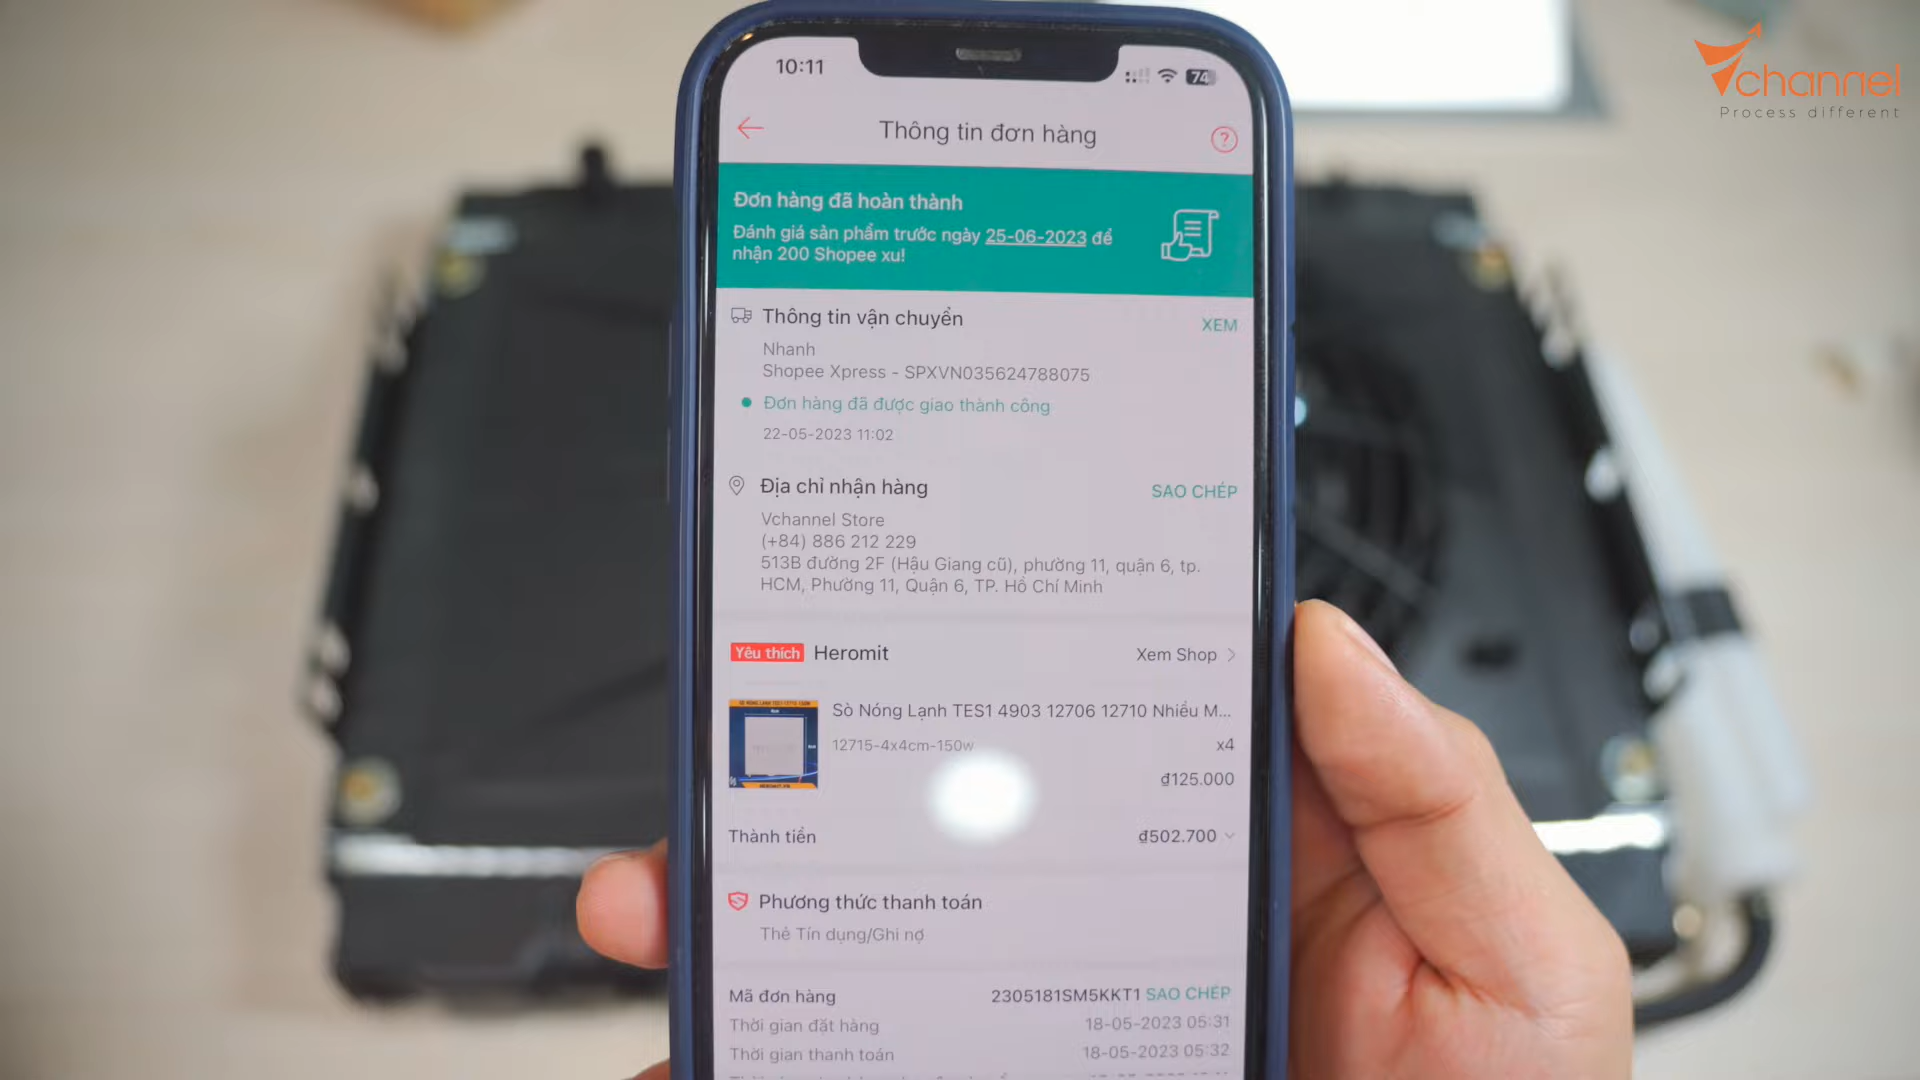 10:11
74
Vchannel
Process different
Thông tin đơn hàng
?
Đơn hàng đã hoàn thành
Đánh giá sản phẩm trước ngày 25-06-2023 để
nhận 200 Shopee xu!
Thông tin vận chuyển
XEM
Nhanh
Shopee Xpress - SPXVN035624788075
Đơn hàng đã được giao thành công
22-05-2023 11:02
Địa chỉ nhận hàng
SAO CHÉP
Vchannel Store
(+84) 886 212 229
513B đường 2F (Hậu Giang cũ), phường 11, quận 6, tp.
HCM, Phường 11, Quận 6, TP. Hồ Chí Minh
Yêu thích Heromit
Xem Shop
Sò Nóng Lạnh TES1 4903 12706 12710 Nhiều M...
12715-4x4cm-150w
x4
₫125.000
Thành tiền
₫502.700
Phương thức thanh toán
Thẻ Tín dụng/Ghi nợ
Mã đơn hàng
2305181SM5KKT1 SAO CHÉP
Thời gian đặt hàng
18-05-2023 05:31
Thời gian thanh toán
18-05-2023 05:32